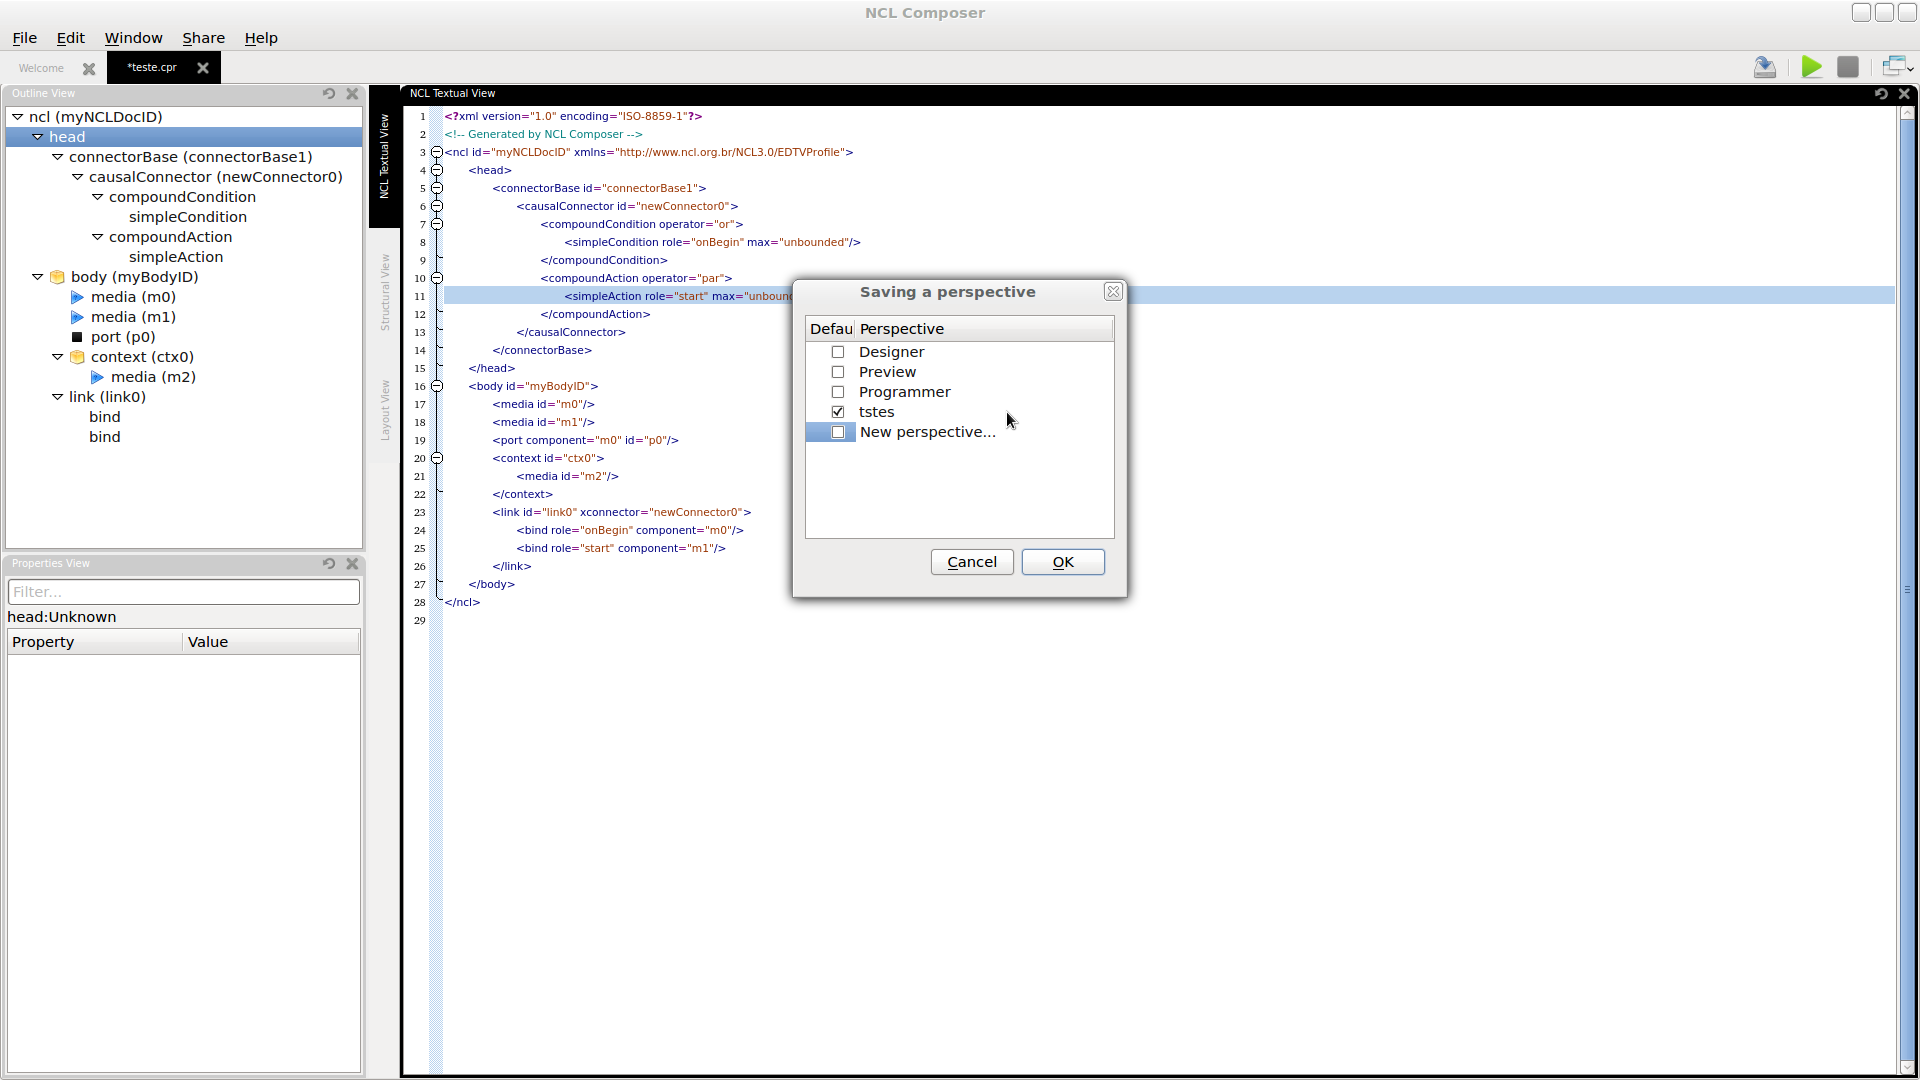 NCL Composer
File Edit Window Share Help
Welcome *teste.cpr
Outline View
ncl (myNCLDocID)
head
connectorBase (connectorBase1)
causalConnector (newConnector0)
compoundCondition
simpleCondition
compoundAction
simpleAction
body (myBodyID)
media (m0)
media (m1)
port (p0)
context (ctx0)
media (m2)
link (link0)
bind
bind
Properties View
Filter...
head:Unknown
Property Value
NCL Textual View
Structural View
Layout View
NCL Textual View
1 <?xml version="1.0" encoding="ISO-8859-1"?>
2 <!-- Generated by NCL Composer -->
3 <ncl id="myNCLDocID" xmlns="http://www.ncl.org.br/NCL3.0/EDTVProfile">
4 <head>
5 <connectorBase id="connectorBase1">
6 <causalConnector id="newConnector0">
7 <compoundCondition operator="or">
8 <simpleCondition role="onBegin" max="unbounded"/>
9 </compoundCondition>
10 <compoundAction operator="par">
11 <simpleAction role="start" max="unboun
12 </compoundAction>
13 </causalConnector>
14 </connectorBase>
15 </head>
16 <body id="myBodyID">
17 <media id="m0"/>
18 <media id="m1"/>
19 <port component="m0" id="p0"/>
20 <context id="ctx0">
21 <media id="m2"/>
22 </context>
23 <link id="link0" xconnector="newConnector0">
24 <bind role="onBegin" component="m0"/>
25 <bind role="start" component="m1"/>
26 </link>
27 </body>
28 </ncl>
29
Saving a perspective
Defau Perspective
Designer
Preview
Programmer
tstes
New perspective...
Cancel OK